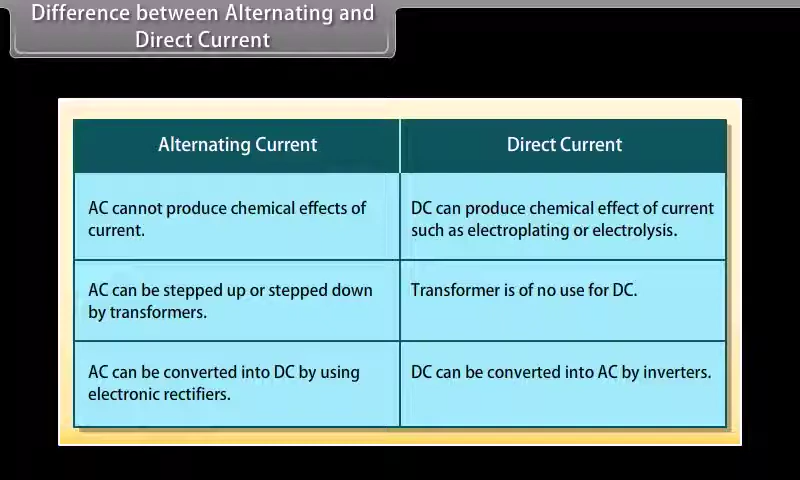 Difference between Alternating and
Direct Current
Alternating Current
Direct Current
AC cannot produce chemical effects of
current.
DC can produce chemical effect of current
such as electroplating or electrolysis.
AC can be stepped up or stepped down
by transformers.
Transformer is of no use for DC.
AC can be converted into DC by using
electronic rectifiers.
DC can be converted into AC by inverters.